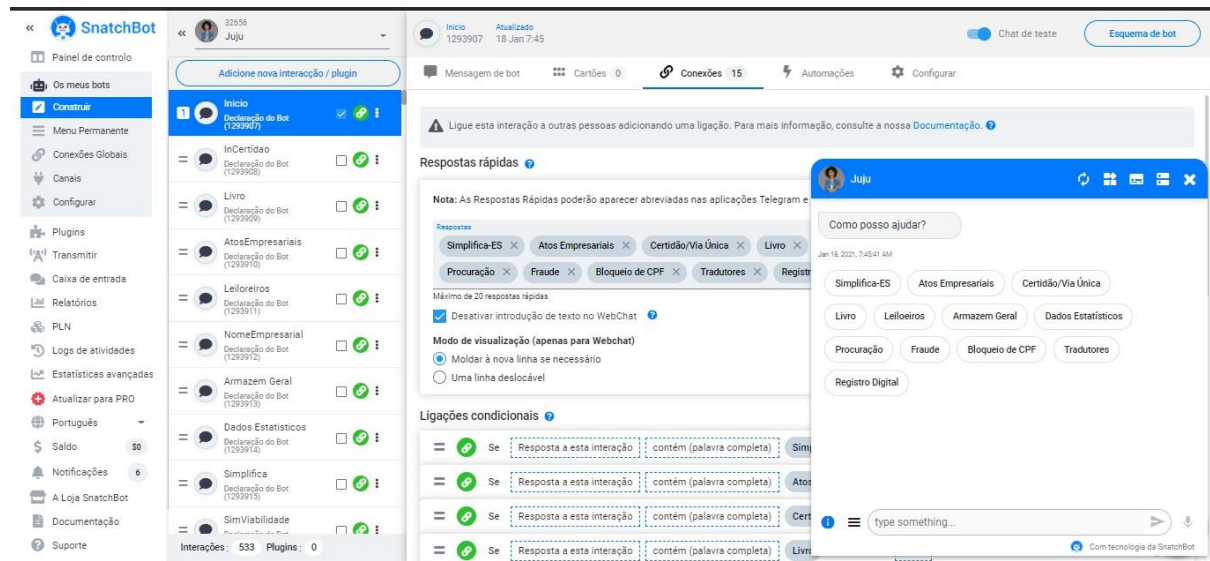 SnatchBot
Painel de controlo
Os meus bots
Construir
Menu Permanente
Conexões Globais
Canais
Configurar
Plugins
Transmitir
Caixa de entrada
Relatórios
PLN
Logs de atividades
Estatísticas avançadas
Atualizar para PRO
Português
Saldo $0
Notificações 6
A Loja SnatchBot
Documentação
Suporte
32656
Juju
Adicione nova interacção / plugin
1
Inicio
Declaração do Bot
(1293907)
InCertidao
Declaração do Bot
(1293908)
Livro
Declaração do Bot
(1293909)
AtosEmpresariais
Declaração do Bot
(1293910)
Leiloreiros
Declaração do Bot
(1293911)
NomeEmpresarial
Declaração do Bot
(1293912)
Armazem Geral
Declaração do Bot
(1293913)
Dados Estatisticos
Declaração do Bot
(1293914)
Simplifica
Declaração do Bot
(1293915)
SimViabilidade
Interações: 533 Plugins: 0
Inicio Atualizado
1293907 18 Jan 7:45
Chat de teste
Esquema de bot
Mensagem de bot
Cartões 0
Conexões 15
Automações
Configurar
Ligue esta interação a outras pessoas adicionando uma ligação. Para mais informação, consulte a nossa Documentação.
Respostas rápidas
Nota: As Respostas Rápidas poderão aparecer abreviadas nas aplicações Telegram e
Respostas
Simplifica-ES Atos Empresariais Certidão/Via Única Livro
Procuração Fraude Bloqueio de CPF Tradutores Registr
Máximo de 20 respostas rápidas
Desativar introdução de texto no WebChat
Modo de visualização (apenas para Webchat)
Moldar à nova linha se necessário
Uma linha deslocável
Ligações condicionais
Se Resposta a esta interação contém (palavra completa)
Se Resposta a esta interação contém (palavra completa) Atos
Se Resposta a esta interação contém (palavra completa) Cert
Se Resposta a esta interação contém (palavra completa) Livro
Juju
Como posso ajudar?
Jan 18, 2021, 7:45:41 AM
Simplifica-ES Atos Empresariais Certidão/Via Única
Livro Leiloeiros Armazem Geral Dados Estatísticos
Procuração Fraude Bloqueio de CPF Tradutores
Registro Digital
type something...
Com tecnologia da SnatchBot